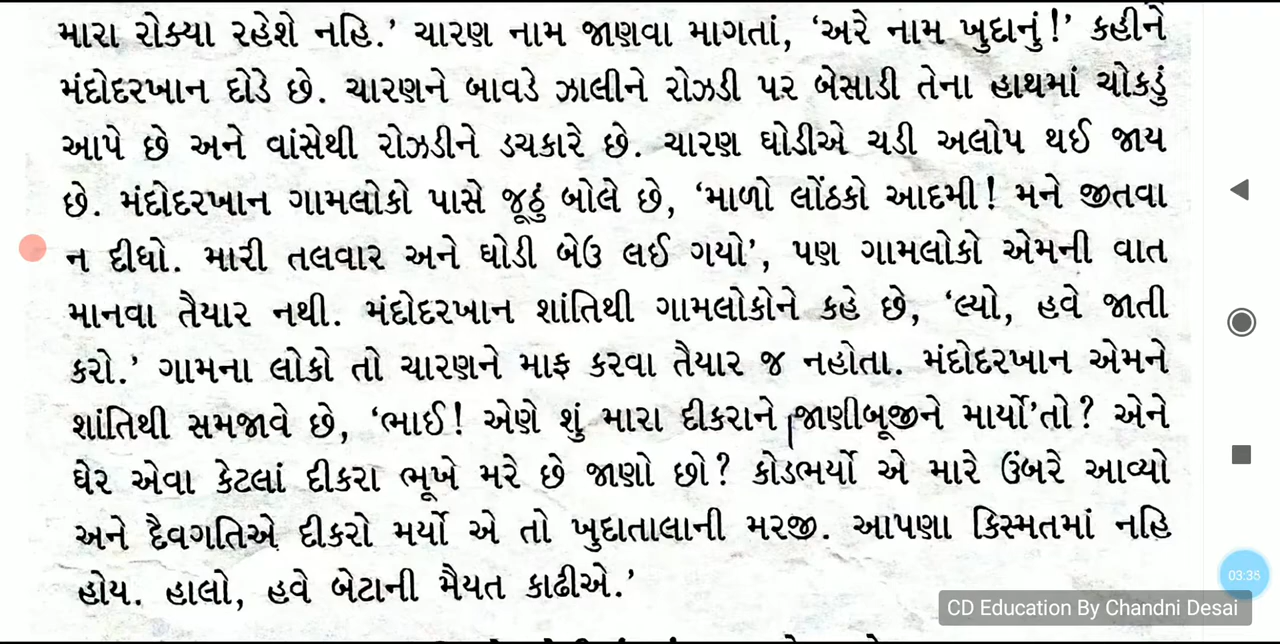 મારા રોક્યા રહેશે નહિ.’ ચારણ નામ જાણવા માગતાં, ‘અરે નામ ખુદાનું!’ કહીને
મંદોદરખાન દોડે છે. ચારણને બાવડે ઝાલીને રોઝડી પર બેસાડી તેના હાથમાં ચોકડું
આપે છે અને વાંસેથી રોઝડીને ડચકારે છે. ચારણ ઘોડીએ ચડી અલોપ થઈ જાય
છે. મંદોદરખાન ગામલોકો પાસે જૂઠું બોલે છે, ‘માળો લોંઠકો આદમી! મને જીતવા
ન દીધો. મારી તલવાર અને ઘોડી બેઉ લઈ ગયો’, પણ ગામલોકો એમની વાત
માનવા તૈયાર નથી. મંદોદરખાન શાંતિથી ગામલોકોને કહે છે, ‘લ્યો, હવે જાતી
કરો.’ ગામના લોકો તો ચારણને માફ કરવા તૈયાર જ નહોતા. મંદોદરખાન એમને
શાંતિથી સમજાવે છે, ‘ભાઈ! એણે શું મારા દીકરાને જાણીબૂજીને માર્યો’તો? એને
ઘેર એવા કેટલાં દીકરા ભૂખે મરે છે જાણો છો? કોડભર્યો એ મારે ઉંબરે આવ્યો
અને દૈવગતિએ દીકરો મર્યો એ તો ખુદાતાલાની મરજી. આપણા કિસ્મતમાં નહિ
હોય. હાલો, હવે બેટાની મૈયત કાઢીએ.’
03:35
CD Education By Chandni Desai